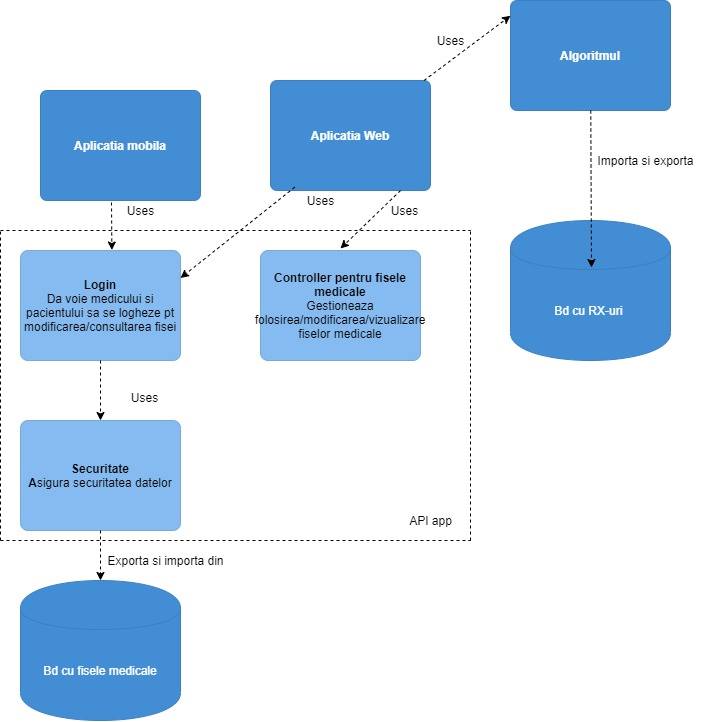 Uses
Algoritmul
Aplicatia mobila
Aplicatia Web
Importa si exporta
Uses
Uses
Uses
Login
Da voie medicului si
pacientului sa se logheze pt
modificarea/consultarea fisei
Controller pentru fisele
medicale
Gestioneaza
folosirea/modificarea/vizualizare
fiselor medicale
Bd cu RX-uri
Uses
Securitate
Asigura securitatea datelor
API app
Exporta si importa din
Bd cu fisele medicale